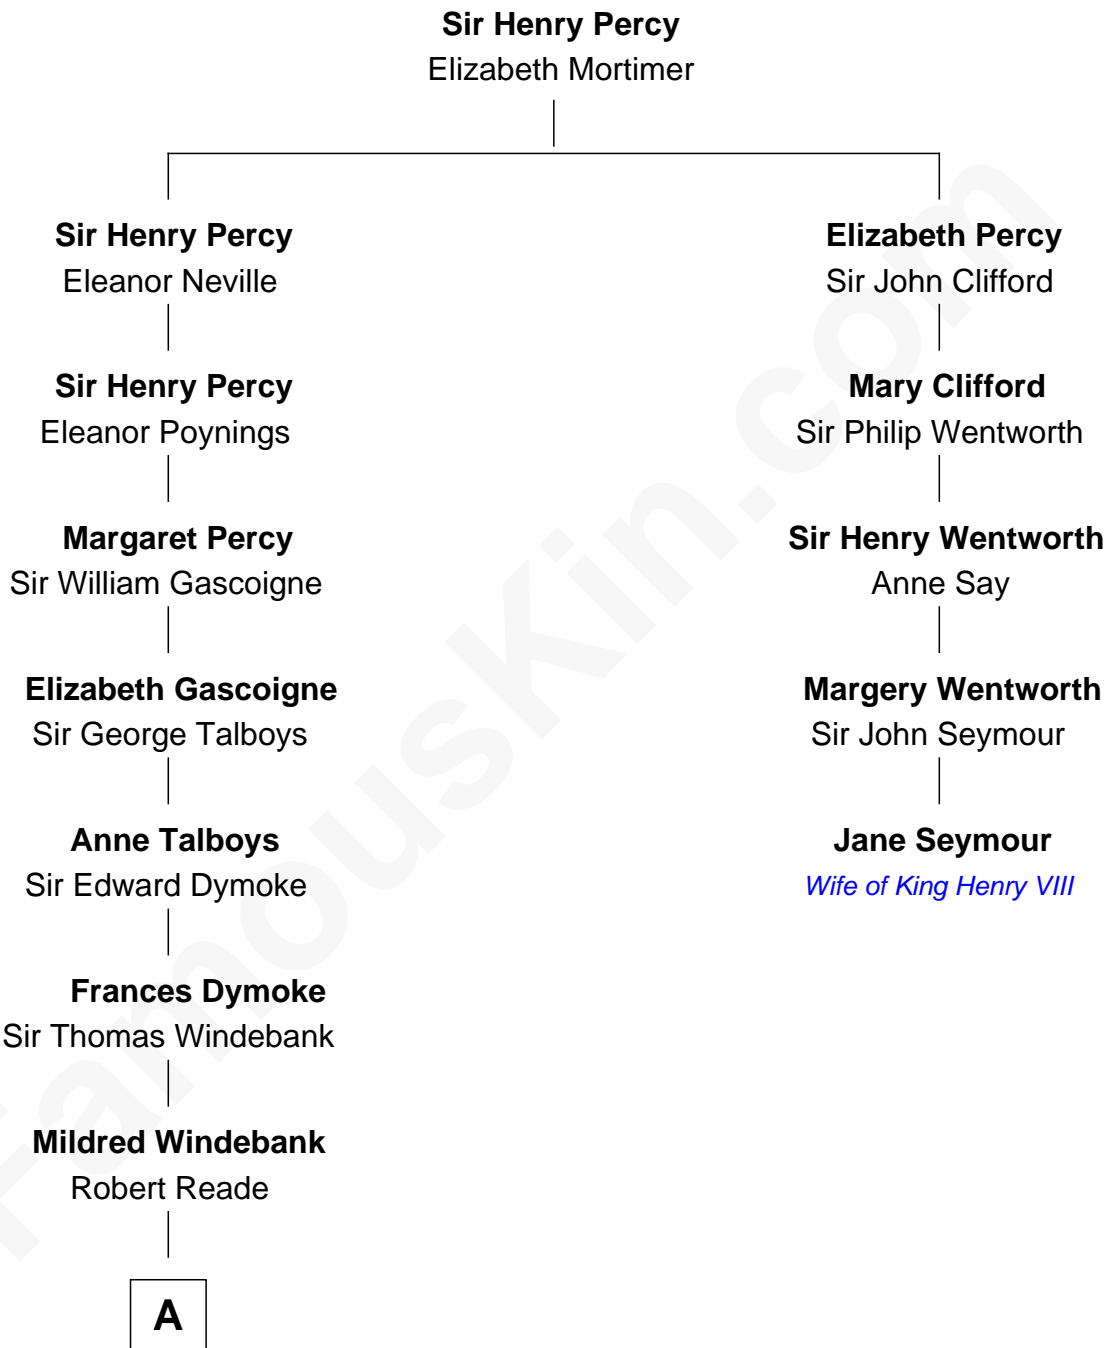 Sir Henry Percy
Elizabeth Mortimer
Sir Henry Percy
Eleanor Neville
Sir Henry Percy
Eleanor Poynings
Margaret Percy
Sir William Gascoigne
Elizabeth Gascoigne
Sir George Talboys
Anne Talboys
Sir Edward Dymoke
Frances Dymoke
Sir Thomas Windebank
Mildred Windebank
Robert Reade
A
Elizabeth Percy
Sir John Clifford
Mary Clifford
Sir Philip Wentworth
Sir Henry Wentworth
Anne Say
Margery Wentworth
Sir John Seymour
Jane Seymour
Wife of King Henry VIII
FamousKin.com